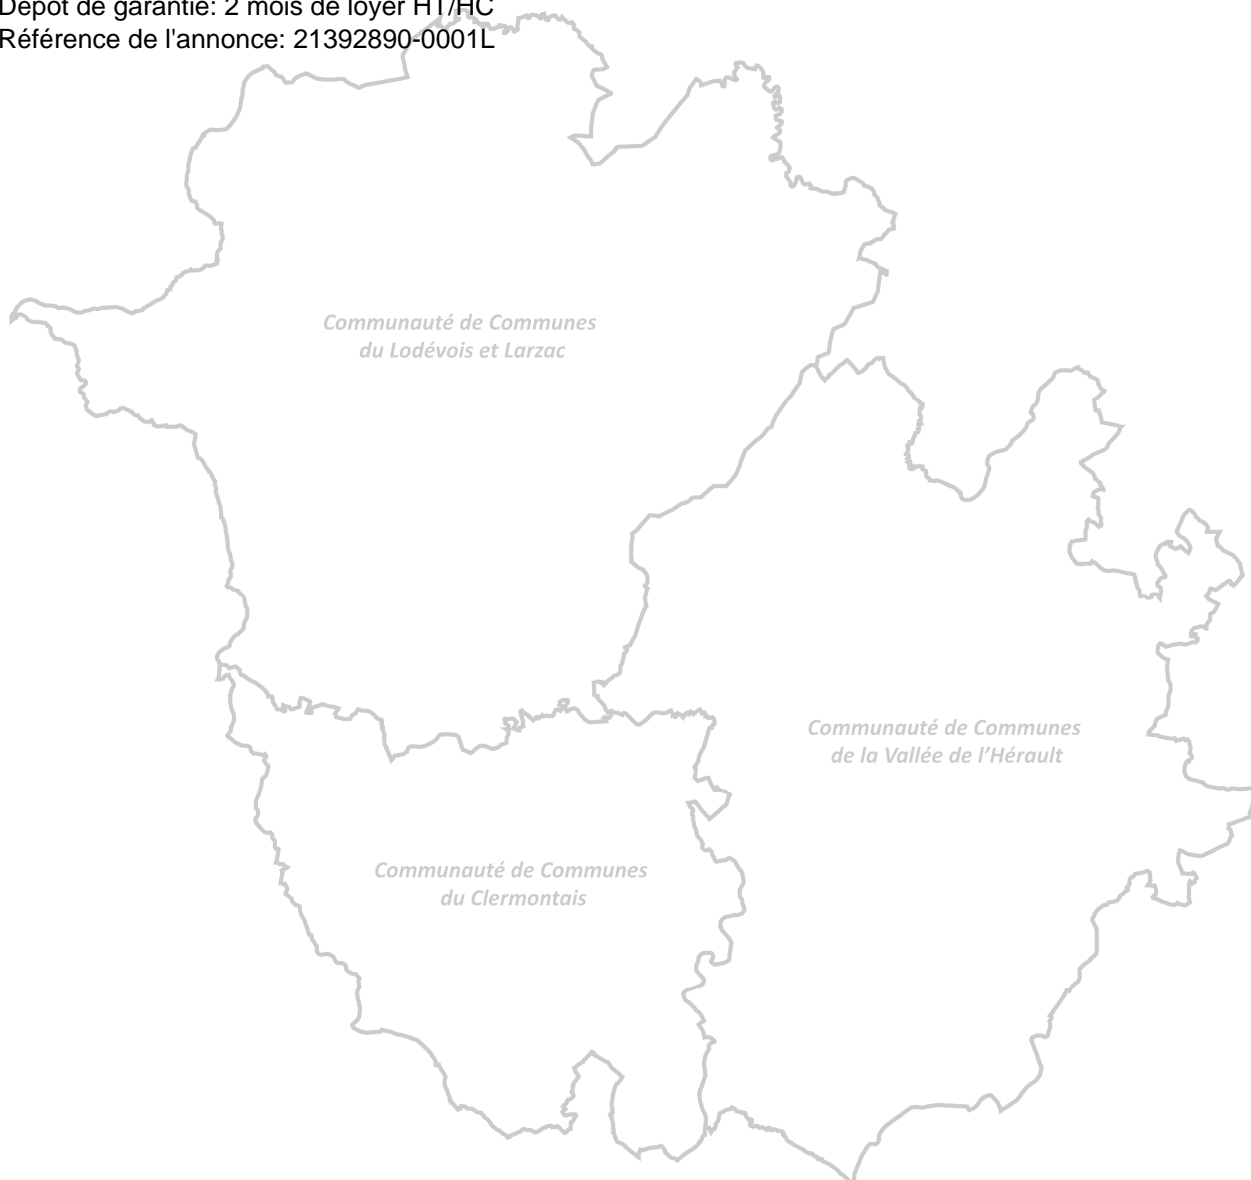 Dépôt de garantie: 2 mois de loyer HT/HC
Référence de l'annonce: 21392890-0001L
Communauté de Communes
du Lodévois et Larzac
Communauté de Communes
de la Vallée de l’Hérault
Communauté de Communes
du Clermontais